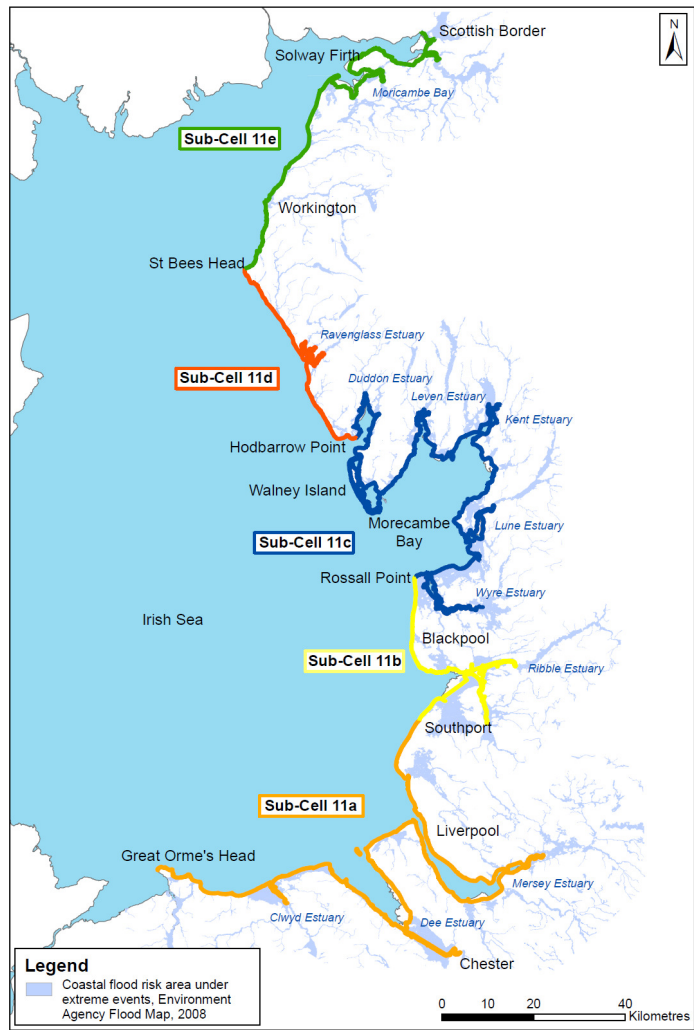 Scottish Border
N
Solway Firth
Moricambe Bay
Sub-Cell 11e
Workington
St Bees Head
Ravenglass Estuary
Sub-Cell 11d
Duddon Estuary
Leven Estuary
Kent Estuary
Hodbarrow Point
Walney Island
Morecambe
Bay
Lune Estuary
Sub-Cell 11c
Rossall Point
Wyre Estuary
Irish Sea
Blackpool
Sub-Cell 11b
Ribble Estuary
Southport
Sub-Cell 11a
Liverpool
Great Orme's Head
Mersey Estuary
Clwyd Estuary
Dee Estuary
Chester
Legend
Coastal flood risk area under
extreme events, Environment
Agency Flood Map, 2008
0 10 20 40
Kilometres